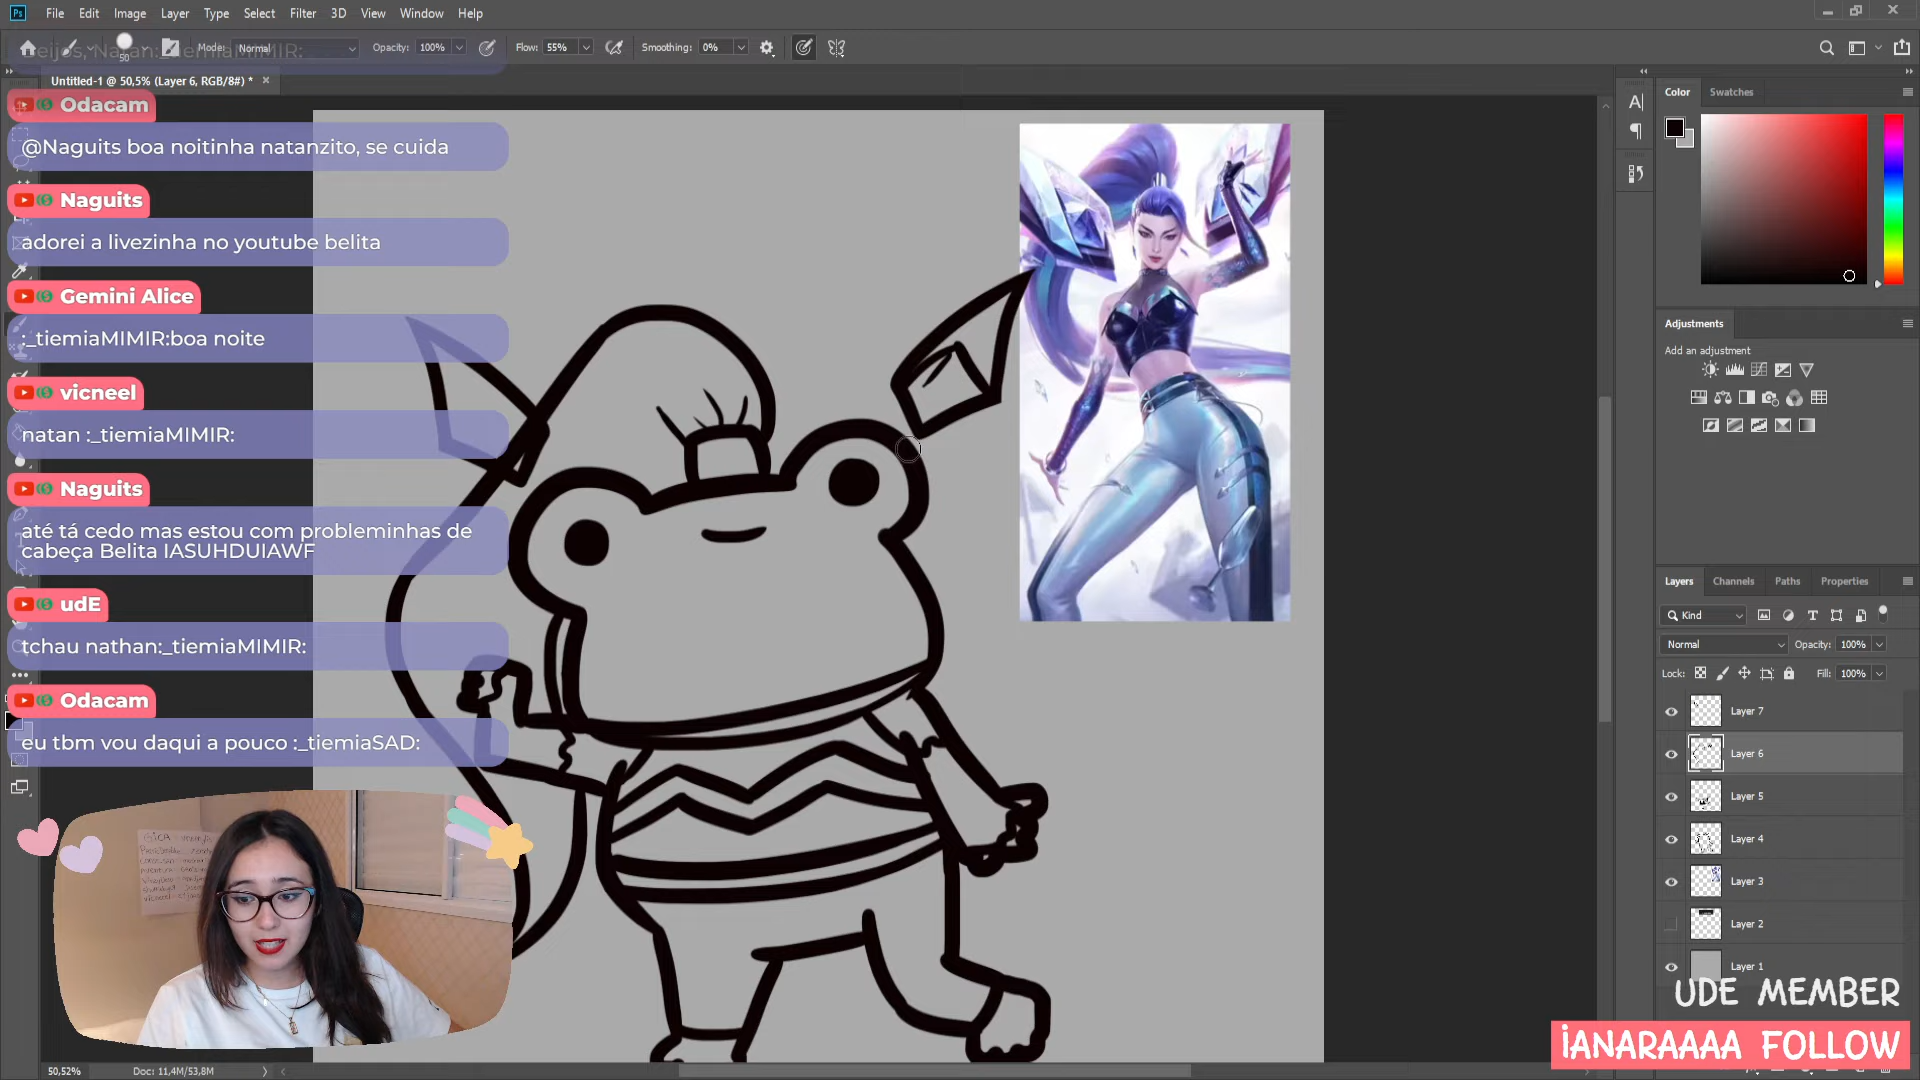 File Edit Image Layer Type Select Filter 3D View Window Help
50
Mode: Normal Opacity: 100% Flow: 55% Smoothing: 0%
eijos, Natan:_tiemiaMIMIR:
Untitled-1 @ 50,5% (Layer 6, RGB/8#) *
Odacam
@Naguits boa noitinha natanzito, se cuida
Naguits
adorei a livezinha no youtube belita
Gemini Alice
:_tiemiaMIMIR:boa noite
vicneel
natan :_tiemiaMIMIR:
Naguits
até tá cedo mas estou com probleminhas de
cabeça Belita IASUHDUIAWF
udE
tchau nathan:_tiemiaMIMIR:
Odacam
eu tbm vou daqui a pouco :_tiemiaSAD:
50,52% Doc: 11,4M/53,8M
Color Swatches
Adjustments
Add an adjustment
Layers Channels Paths Properties
Kind
Normal Opacity: 100%
Lock: Fill: 100%
Layer 7
Layer 6
Layer 5
Layer 4
Layer 3
Layer 2
Layer 1
UDE MEMBER
IANARAAAA FOLLOW